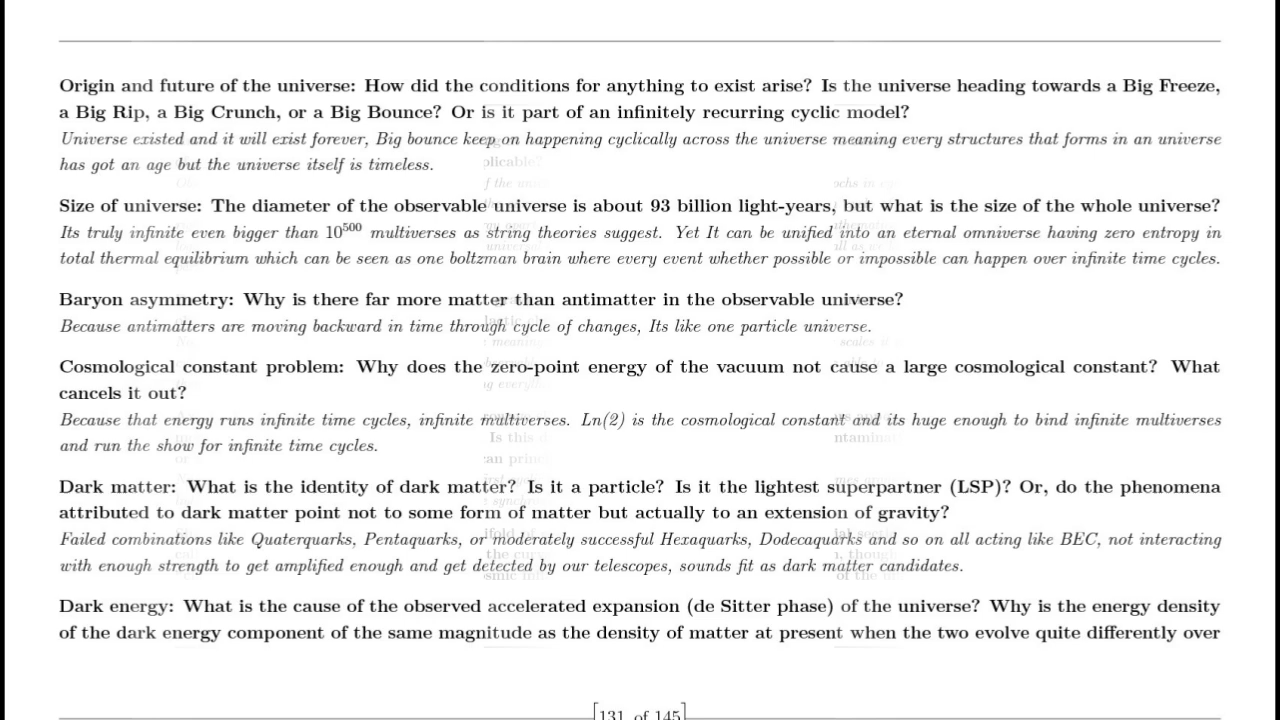 Origin and future of the universe: How did the conditions for anything to exist arise? Is the universe heading towards a Big Freeze,
a Big Rip, a Big Crunch, or a Big Bounce? Or is it part of an infinitely recurring cyclic model?
Universe existed and it will exist forever, Big bounce keep on happening cyclically across the universe meaning every structures that forms in an universe
has got an age but the universe itself is timeless.
Size of universe: The diameter of the observable universe is about 93 billion light-years, but what is the size of the whole universe?
Its truly infinite even bigger than 10^500 multiverses as string theories suggest. Yet It can be unified into an eternal omniverse having zero entropy in
total thermal equilibrium which can be seen as one boltzman brain where every event whether possible or impossible can happen over infinite time cycles.
Baryon asymmetry: Why is there far more matter than antimatter in the observable universe?
Because antimatters are moving backward in time through cycle of changes, Its like one particle universe.
Cosmological constant problem: Why does the zero-point energy of the vacuum not cause a large cosmological constant? What
cancels it out?
Because that energy runs infinite time cycles, infinite multiverses. Ln(2) is the cosmological constant and its huge enough to bind infinite multiverses
and run the show for infinite time cycles.
Dark matter: What is the identity of dark matter? Is it a particle? Is it the lightest superpartner (LSP)? Or, do the phenomena
attributed to dark matter point not to some form of matter but actually to an extension of gravity?
Failed combinations like Quaterquarks, Pentaquarks, or moderately successful Hexaquarks, Dodecaquarks and so on all acting like BEC, not interacting
with enough strength to get amplified enough and get detected by our telescopes, sounds fit as dark matter candidates.
Dark energy: What is the cause of the observed accelerated expansion (de Sitter phase) of the universe? Why is the energy density
of the dark energy component of the same magnitude as the density of matter at present when the two evolve quite differently over
[131 of 145]